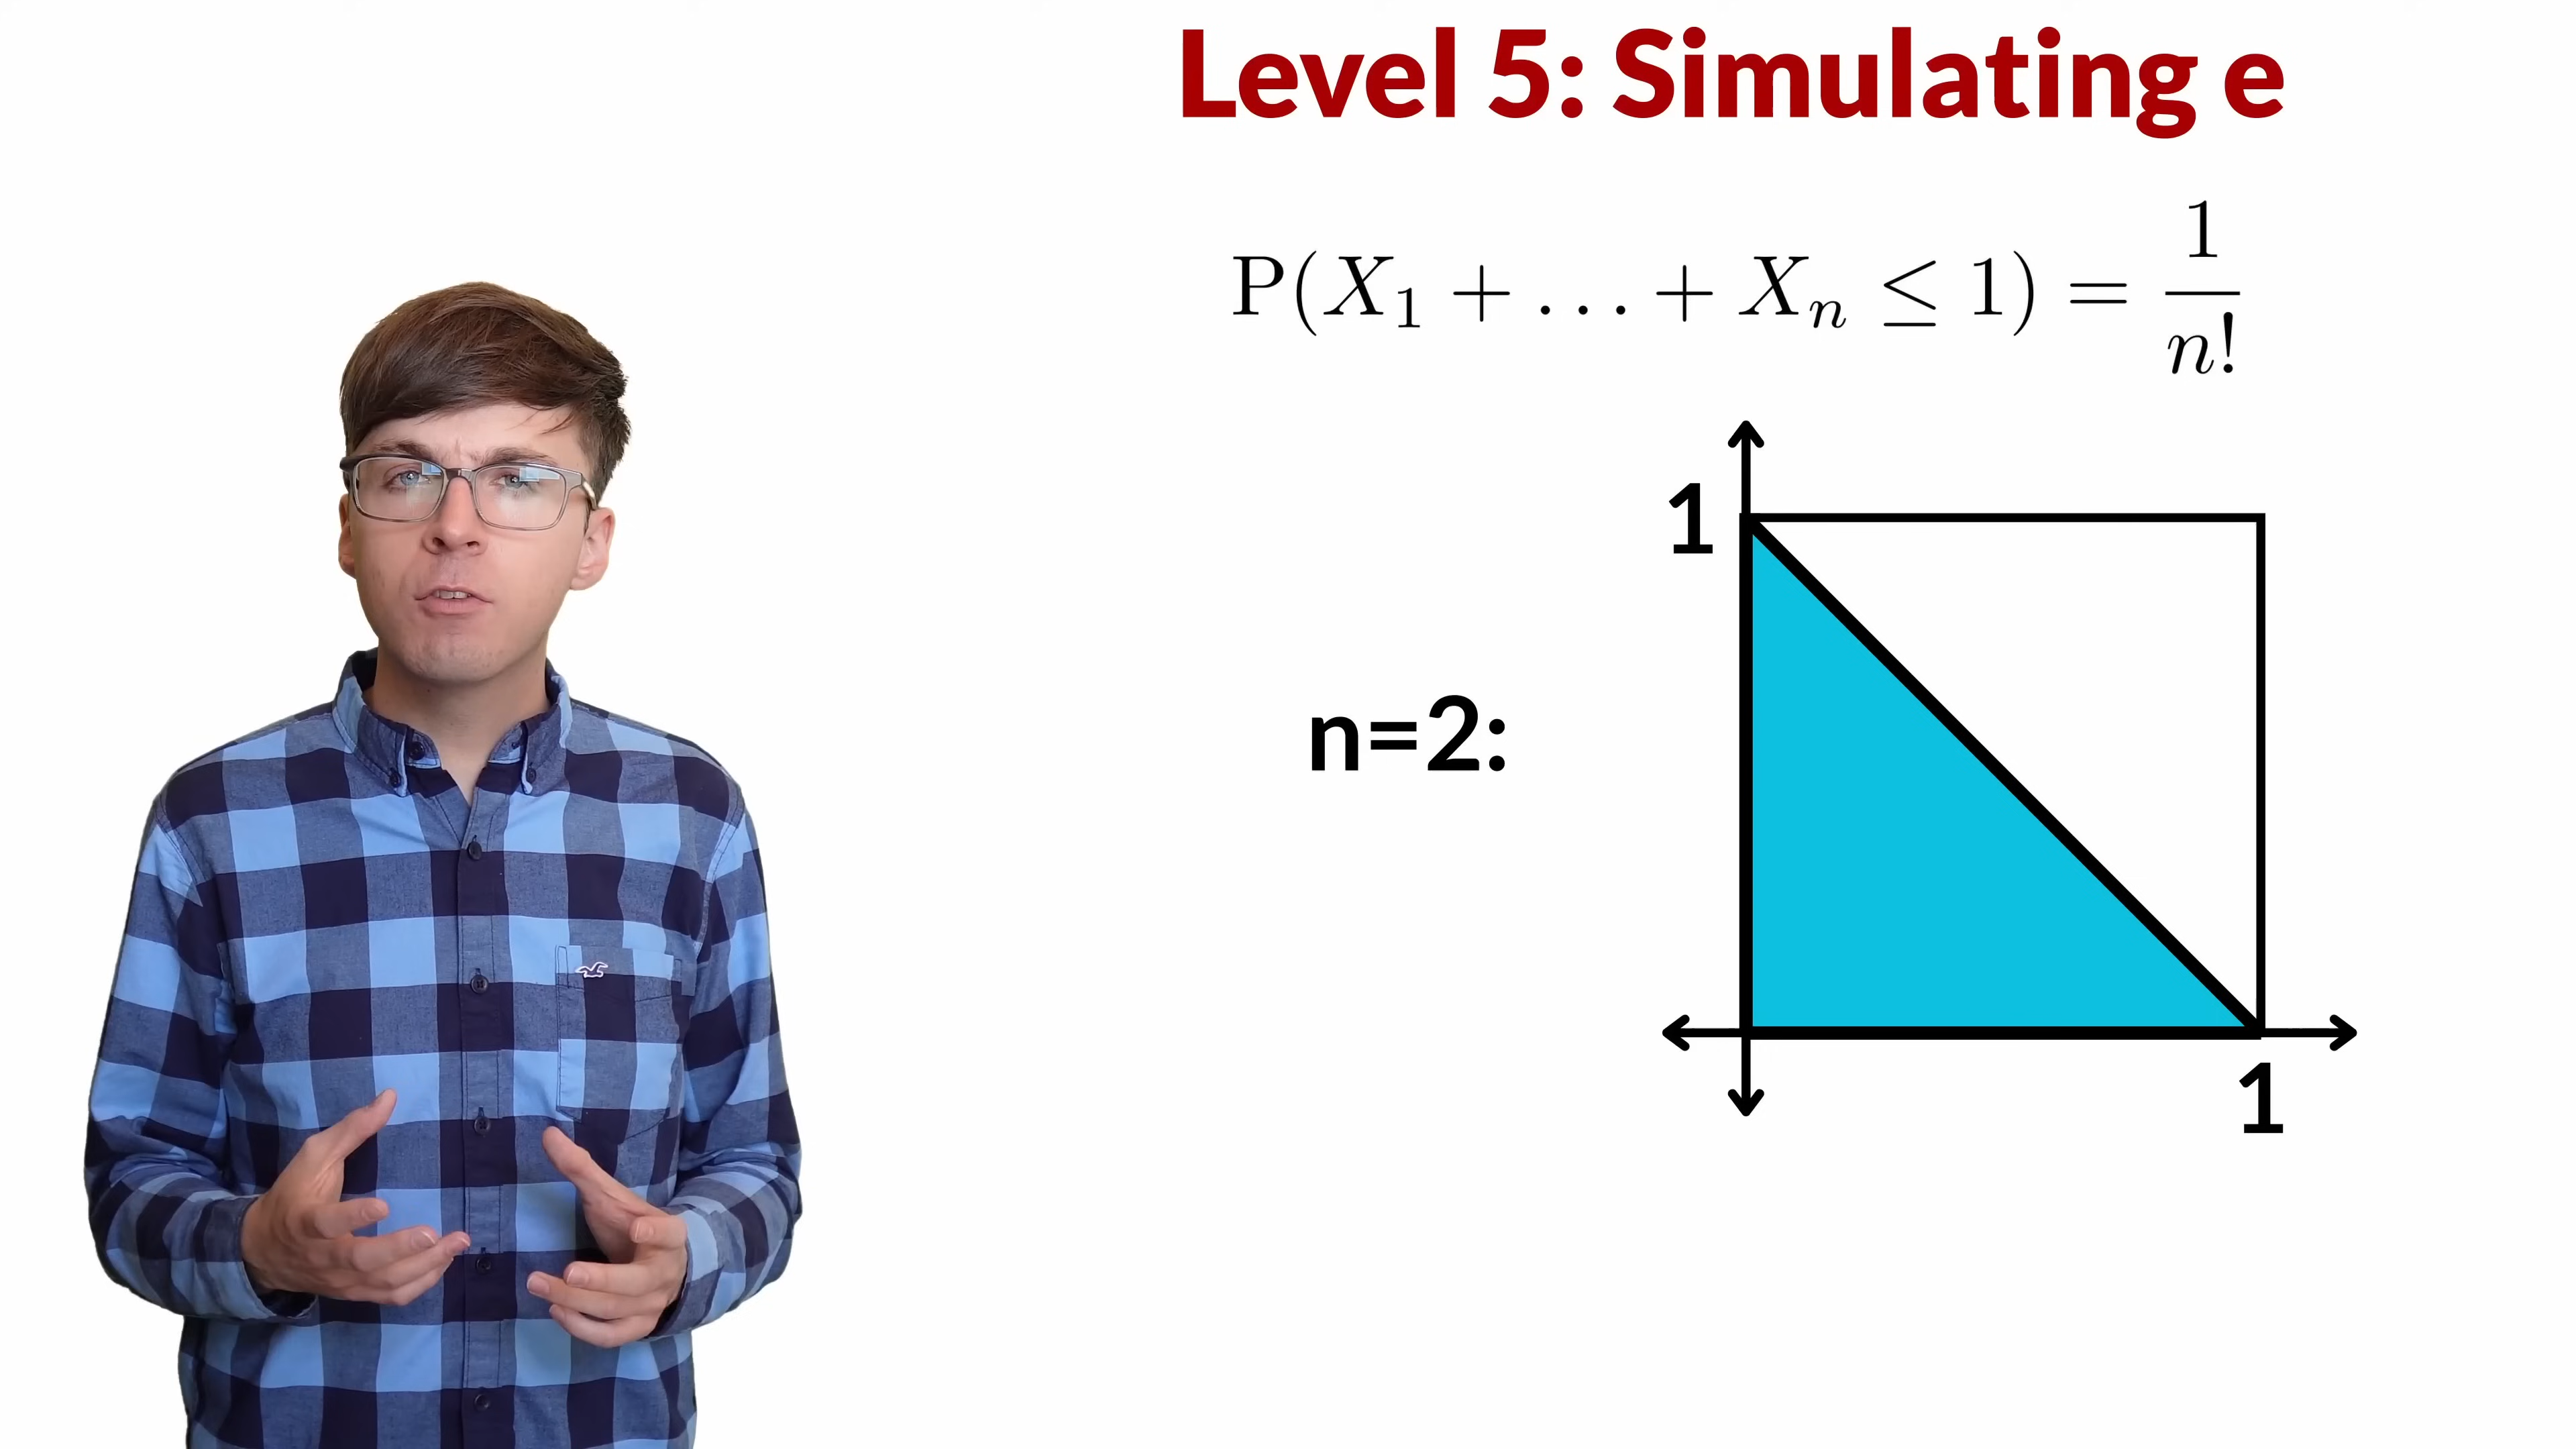 Level 5: Simulating e
P(X₁ + … + Xₙ ≤ 1) = 1/n!
1
n=2:
1